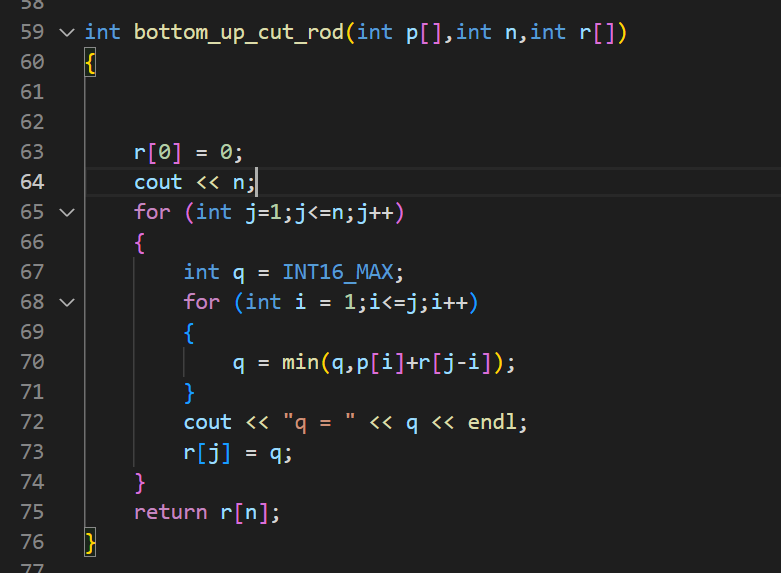 58
59 int bottom_up_cut_rod(int p[],int n,int r[])
60 {
61
62
63 r[0] = 0;
64 cout << n;
65 for (int j=1;j<=n;j++)
66 {
67 int q = INT16_MAX;
68 for (int i = 1;i<=j;i++)
69 {
70 q = min(q,p[i]+r[j-i]);
71 }
72 cout << "q = " << q << endl;
73 r[j] = q;
74 }
75 return r[n];
76 }
77